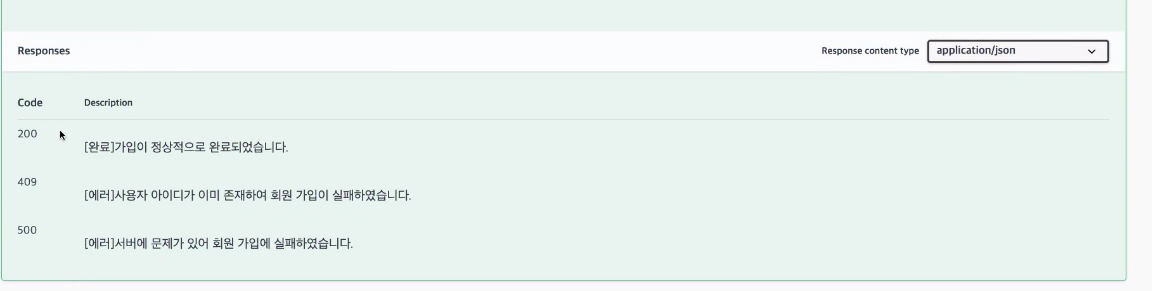 Responses
Response content type application/json
Code Description
200
[완료]가입이 정상적으로 완료되었습니다.
409
[에러]사용자 아이디가 이미 존재하여 회원 가입이 실패하였습니다.
500
[에러]서버에 문제가 있어 회원 가입에 실패하였습니다.